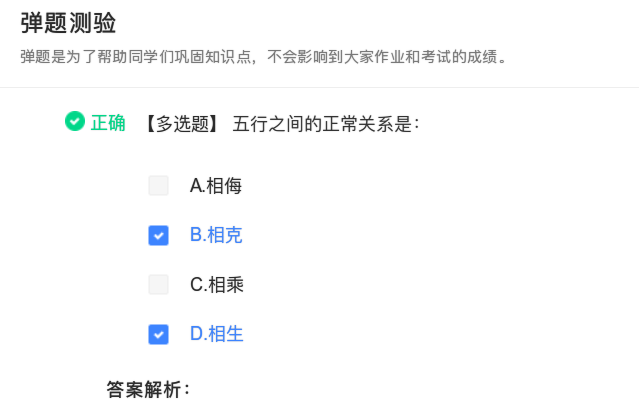 弹题测验
弹题是为了帮助同学们巩固知识点，不会影响到大家作业和考试的成绩。
正确 【多选题】 五行之间的正常关系是：
A.相侮
B.相克
C.相乘
D.相生
答案解析：